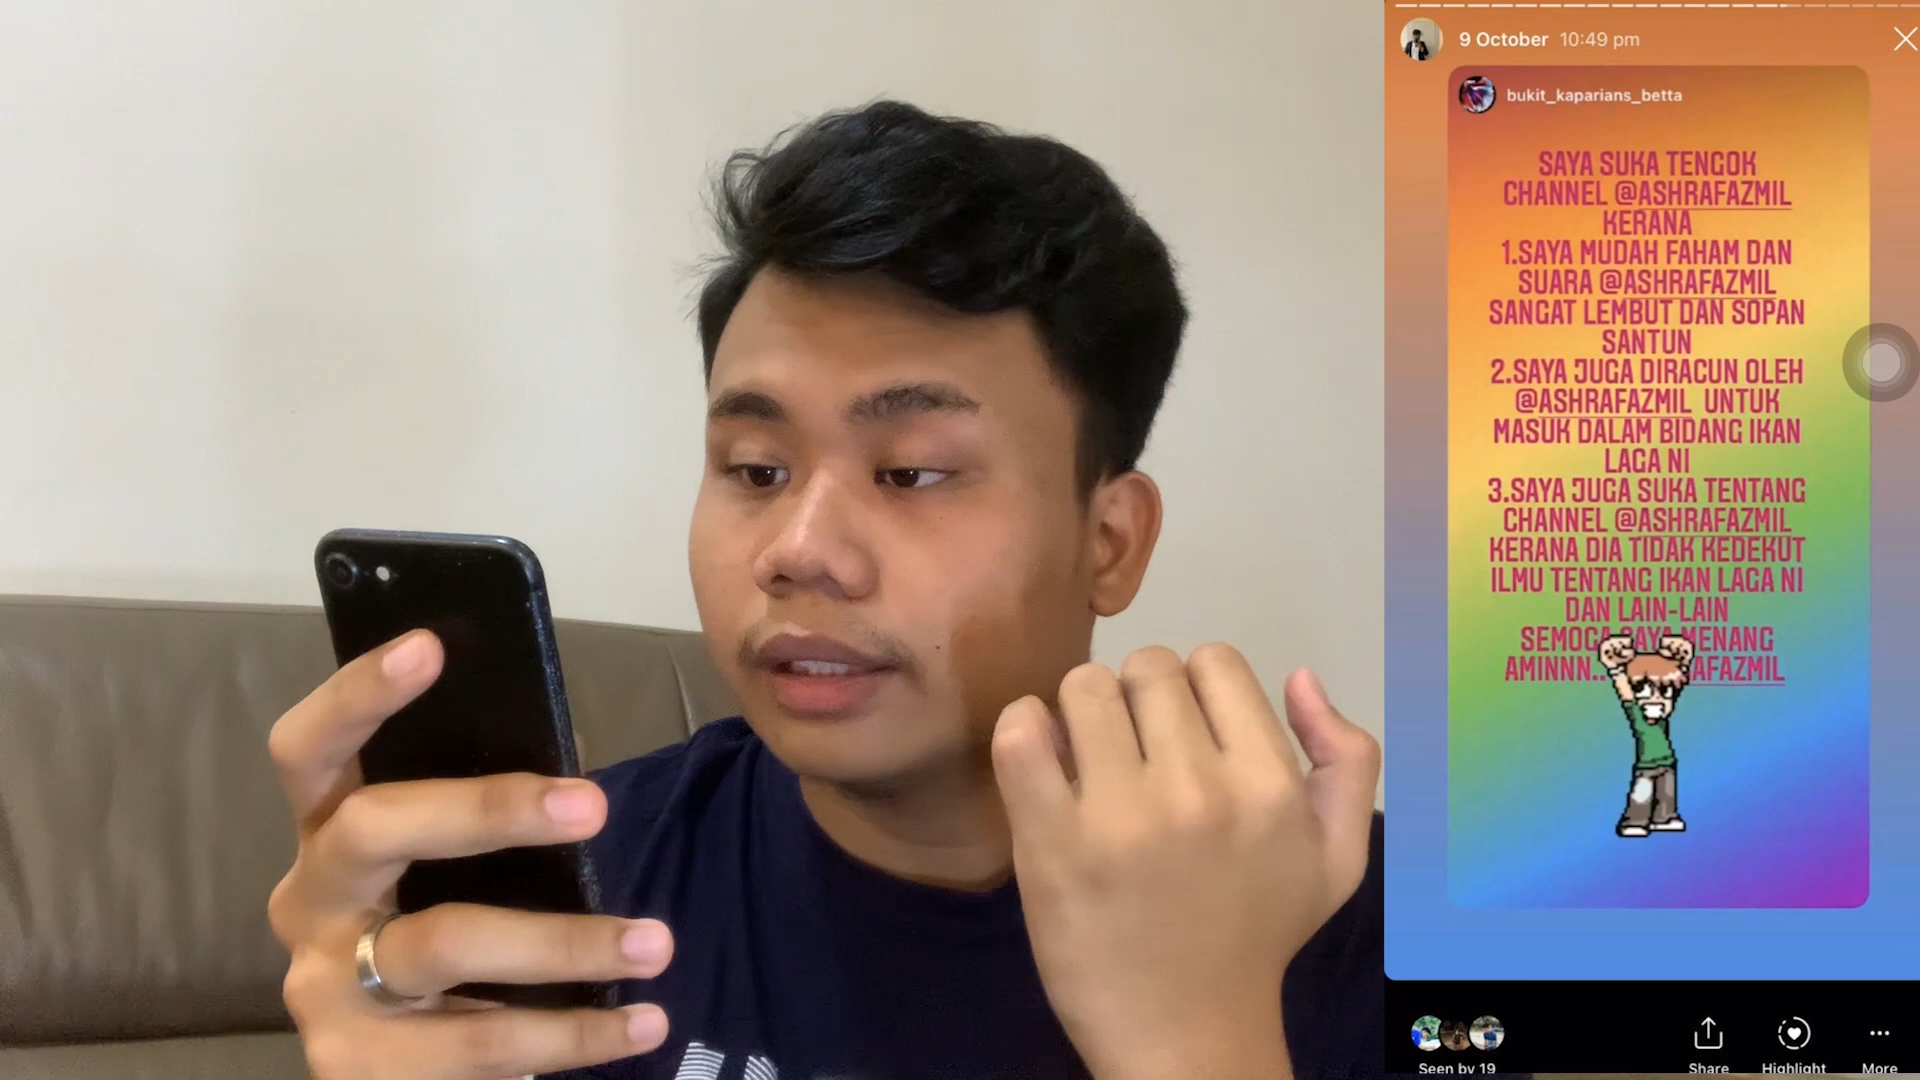 9 October 10:49 pm
bukit_kaparians_betta
SAYA SUKA TENGOK
CHANNEL @ASHRAFAZMIL
KERANA
1.SAYA MUDAH FAHAM DAN
SUARA @ASHRAFAZMIL
SANGAT LEMBUT DAN SOPAN
SANTUN
2.SAYA JUGA DIRACUN OLEH
@ASHRAFAZMIL UNTUK
MASUK DALAM BIDANG IKAN
LAGA NI
3.SAYA JUGA SUKA TENTANG
CHANNEL @ASHRAFAZMIL
KERANA DIA TIDAK KEDEKUT
ILMU TENTANG IKAN LAGA NI
DAN LAIN-LAIN
SEMOGA SAYA MENANG
AMINNN..
Seen by 19
Share
Highlight
More